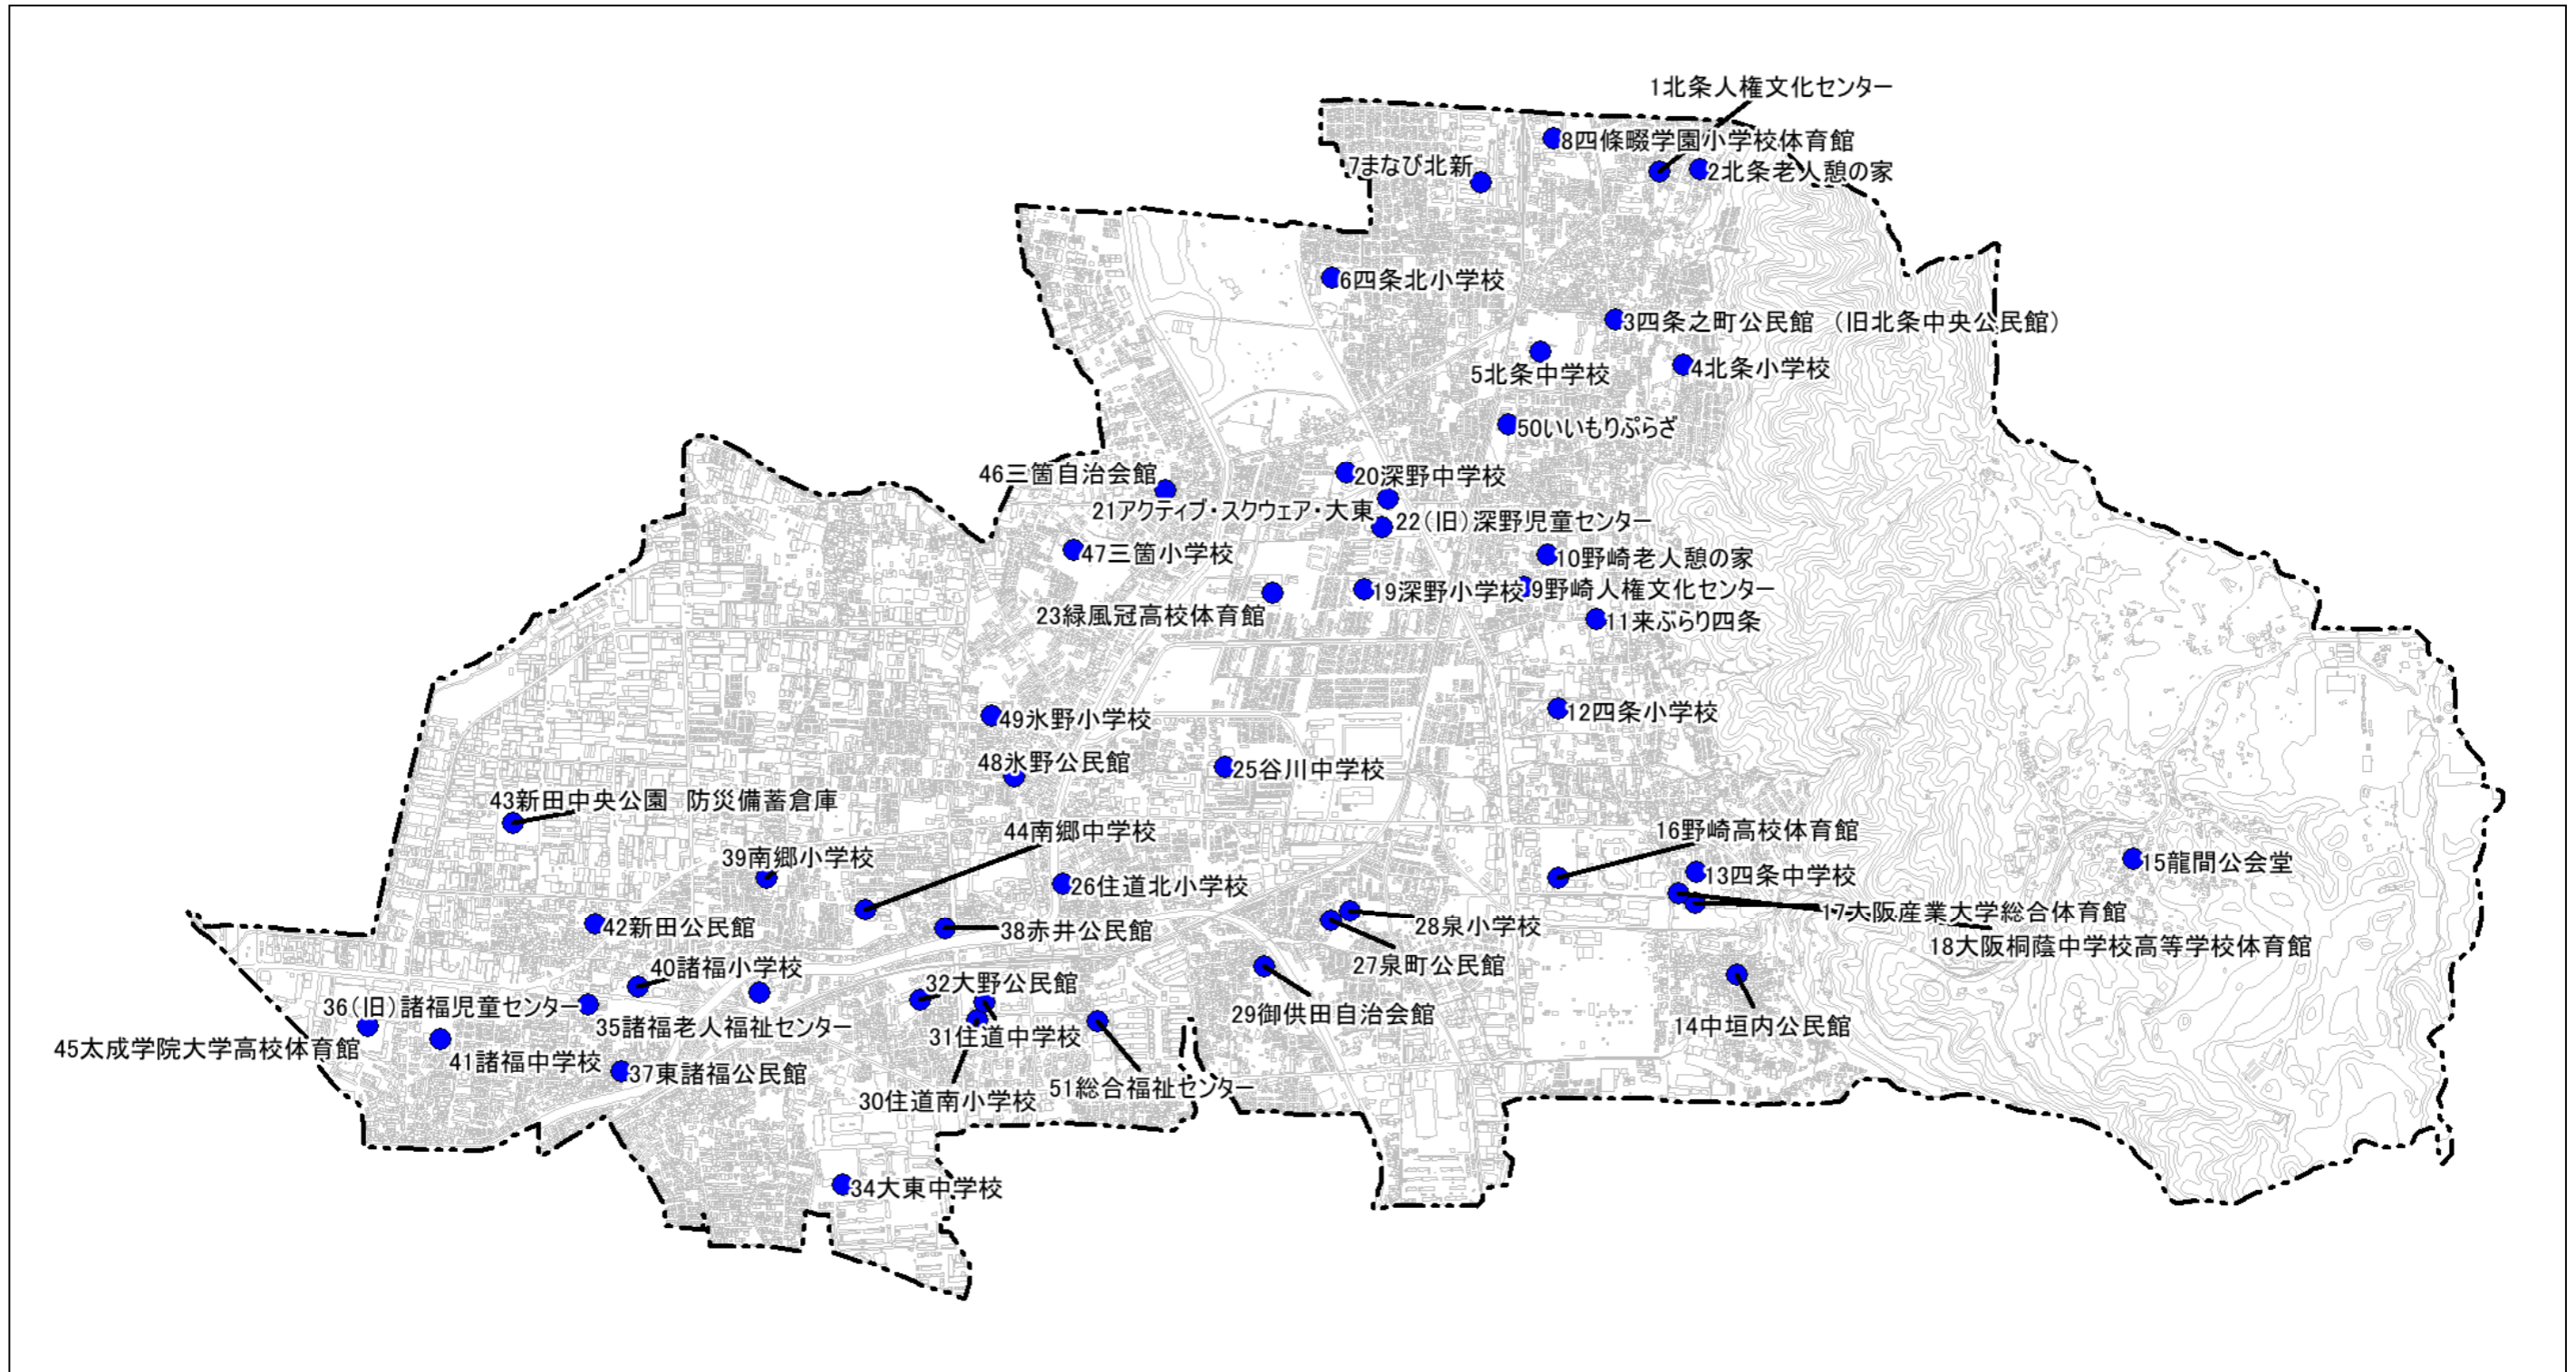 1北条人権文化センター
8四條畷学園小学校体育館
7まなび北新
2北条老人憩の家
6四条北小学校
3四条之町公民館　（旧北条中央公民館）
5北条中学校
4北条小学校
50いいもりぷらざ
46三箇自治会館
20深野中学校
21アクティブ・スクウェア・大東
22（旧）深野児童センター
47三箇小学校
10野崎老人憩の家
19深野小学校
9野崎人権文化センター
23緑風冠高校体育館
11来ぶらり四条
49氷野小学校
12四条小学校
48氷野公民館
25谷川中学校
43新田中央公園　防災備蓄倉庫
44南郷中学校
16野崎高校体育館
39南郷小学校
15龍間公会堂
13四条中学校
26住道北小学校
17大阪産業大学総合体育館
28泉小学校
42新田公民館
38赤井公民館
18大阪桐蔭中学校高等学校体育館
27泉町公民館
40諸福小学校
32大野公民館
36（旧）諸福児童センター
29御供田自治会館
35諸福老人福祉センター
14中垣内公民館
31住道中学校
45太成学院大学高校体育館
41諸福中学校
37東諸福公民館
51総合福祉センター
30住道南小学校
34大東中学校